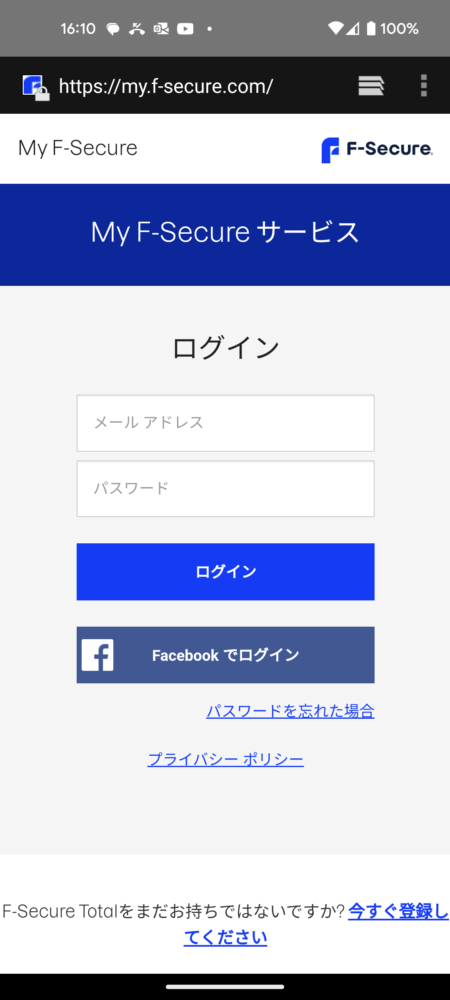 16:10
100%
https://my.f-secure.com/
My F-Secure
F-Secure®
My F-Secure サービス
ログイン
メール アドレス
パスワード
ログイン
Facebook でログイン
パスワードを忘れた場合
プライバシー ポリシー
F-Secure Totalをまだお持ちではないですか? 今すぐ登録し
てください